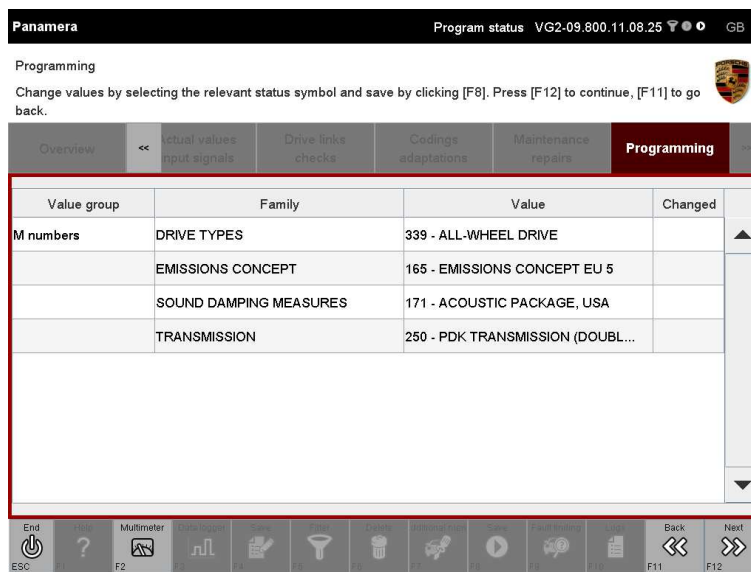 Panamera Program status VG2-09.800.11.08.25 GB
Programming
Change values by selecting the relevant status symbol and save by clicking [F8]. Press [F12] to continue, [F11] to go
back.
Overview << Actual values Drive links Codings Maintenance Programming >>
input signals checks adaptations repairs
Value group Family Value Changed
M numbers DRIVE TYPES 339 - ALL-WHEEL DRIVE
EMISSIONS CONCEPT 165 - EMISSIONS CONCEPT EU 5
SOUND DAMPING MEASURES 171 - ACOUSTIC PACKAGE, USA
TRANSMISSION 250 - PDK TRANSMISSION (DOUBL...
End Help Multimeter Data logger Save Filter Delete Save Fault finding Logs Back Next
ESC F1 F2 F3 F4 F5 F6 F7 F8 F9 F10 F11 F12